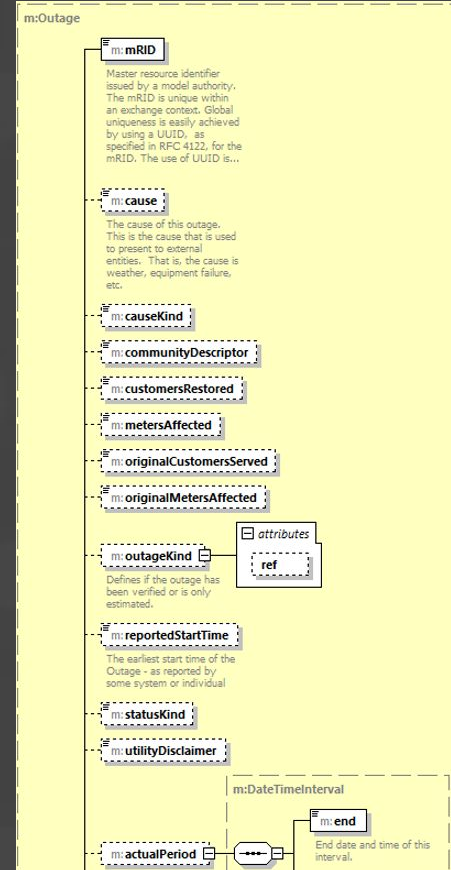 m:Outage
m:mRID
Master resource identifier
issued by a model authority.
The mRID is unique within
an exchange context. Global
uniqueness is easily achieved
by using a UUID,  as
specified in RFC 4122, for the
mRID. The use of UUID is...
m:cause
The cause of this outage.
This is the cause that is used
to present to external
entities.  That is, the cause is
weather, equipment failure,
etc.
m:causeKind
m:communityDescriptor
m:customersRestored
m:metersAffected
m:originalCustomersServed
m:originalMetersAffected
attributes
m:outageKind
ref
Defines if the outage has
been verified or is only
estimated.
m:reportedStartTime
The earliest start time of the
Outage - as reported by
some system or individual
m:statusKind
m:utilityDisclaimer
m:DateTimeInterval
m:end
End date and time of this
interval.
m:actualPeriod